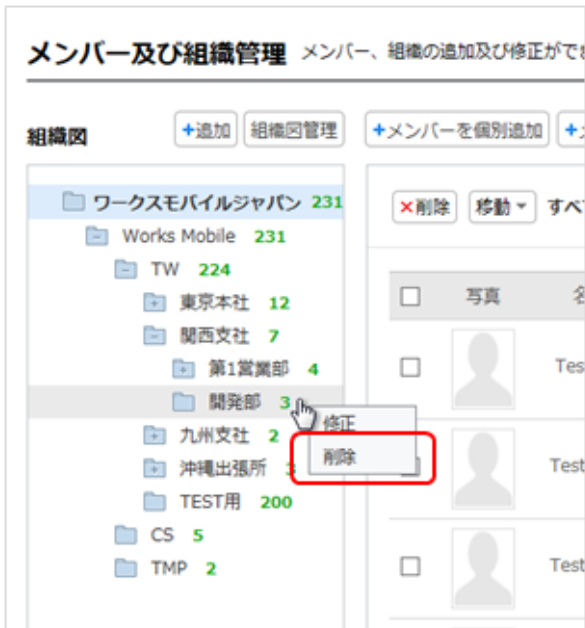 メンバー及び組織管理 メンバー、組織の追加及び修正ができ
組織図 +追加 組織図管理 +メンバーを個別追加 +
ワークスモバイルジャパン 231
×削除 移動 すべ
Works Mobile 231
TW 224
東京本社 12
写真
関西支社 7
第1営業部 4
Tes
開発部 3
修正
九州支社 2
削除
沖縄出張所 3
Test
TEST用 200
CS 5
TMP 2
Test